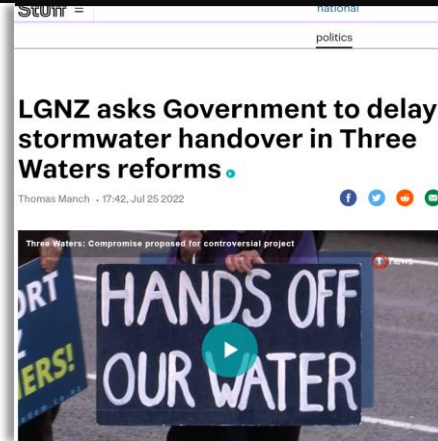 Stuff
national
politics
LGNZ asks Government to delay
stormwater handover in Three
Waters reforms
Thomas Manch • 17:42, Jul 25 2022
Three Waters: Compromise proposed for controversial project
news
HANDS OFF
OUR WATER
ORT
ERS!